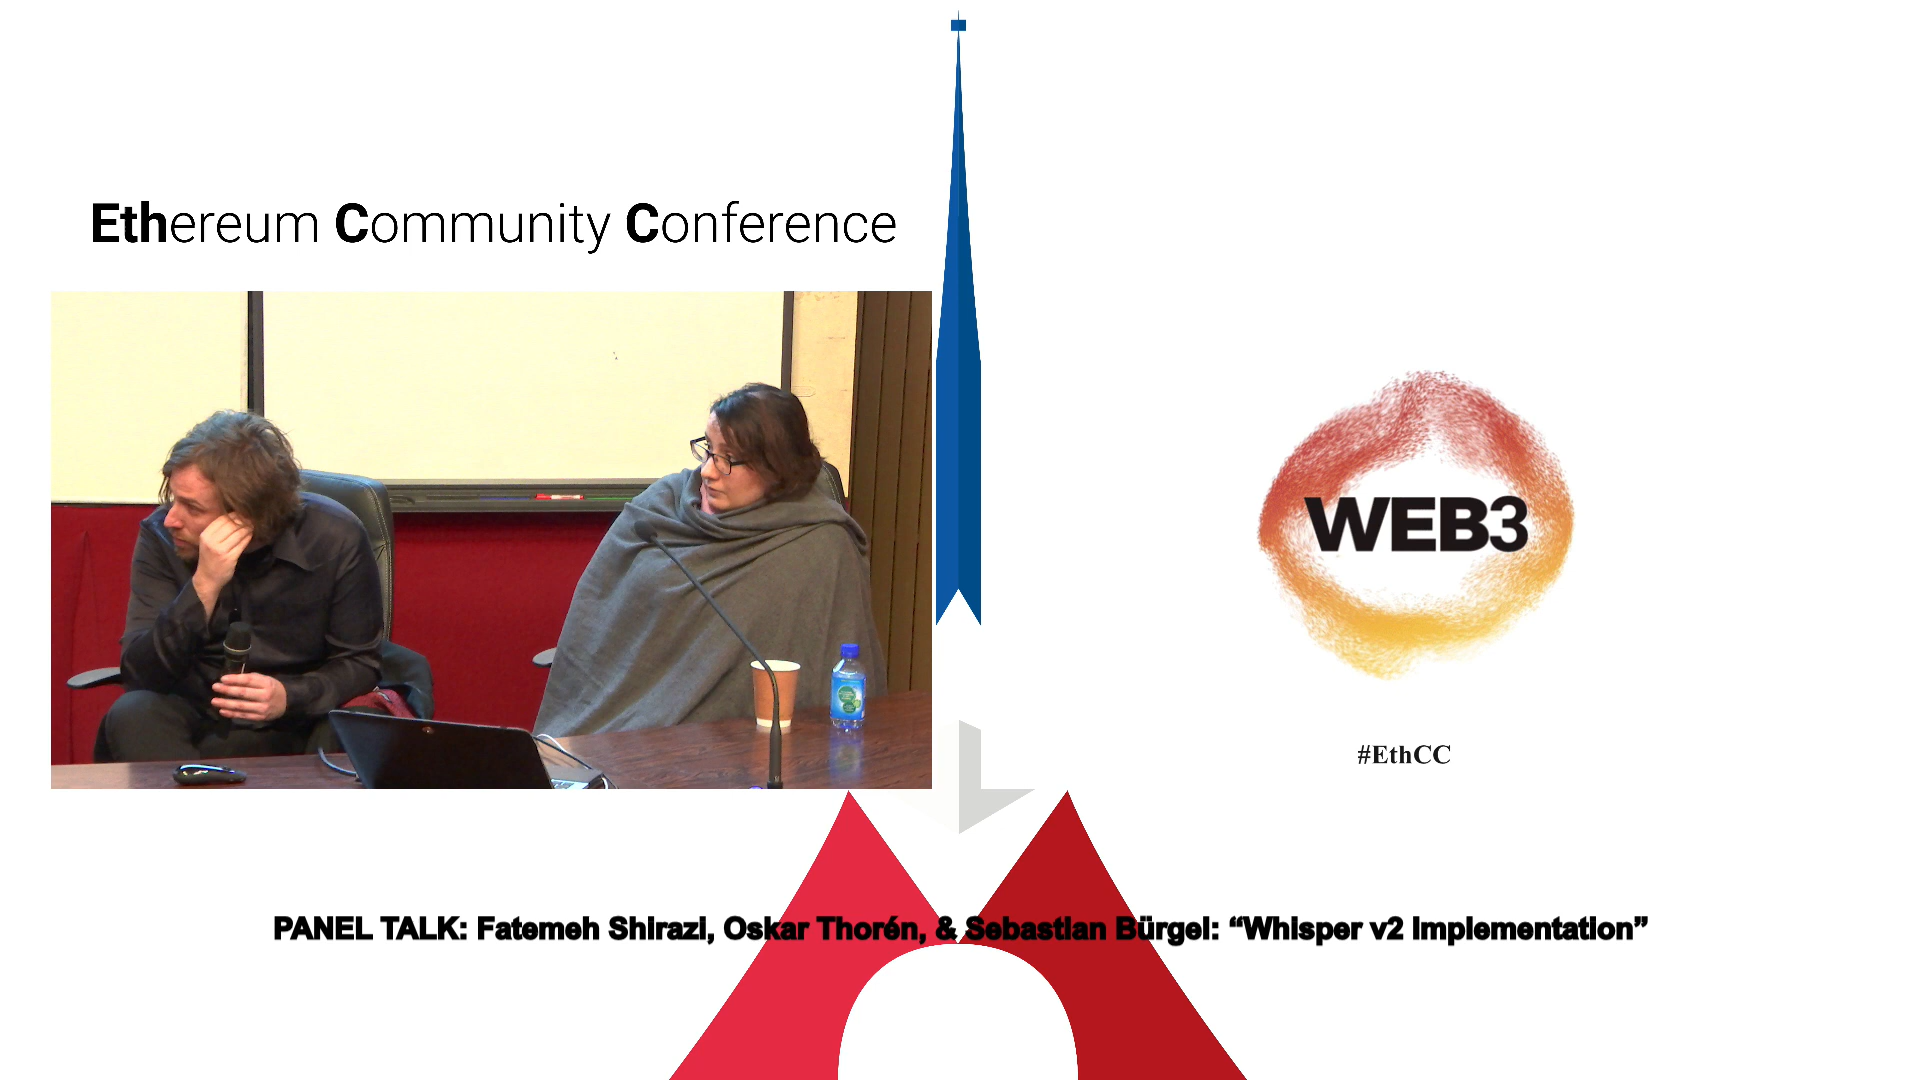 Ethereum Community Conference
WEB3
#EthCC
PANEL TALK: Fatemeh Shirazi, Oskar Thorén, & Sebastian Bürgel: “Whisper v2 Implementation”